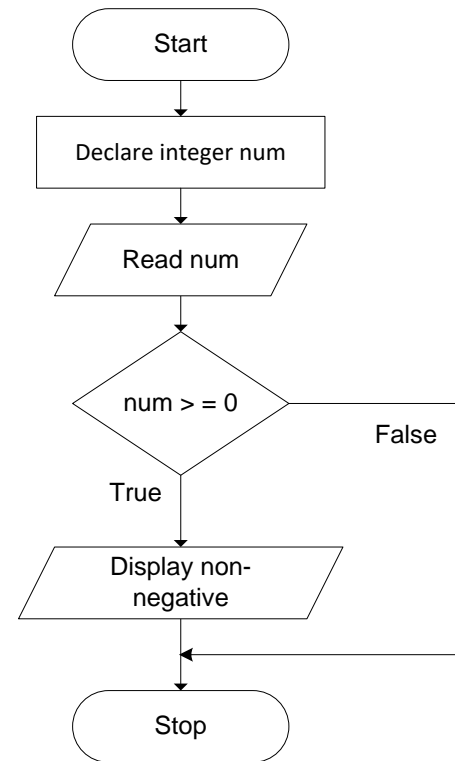 Start
Declare integer num
Read num
num > = 0
False
True
Display non-
negative
Stop